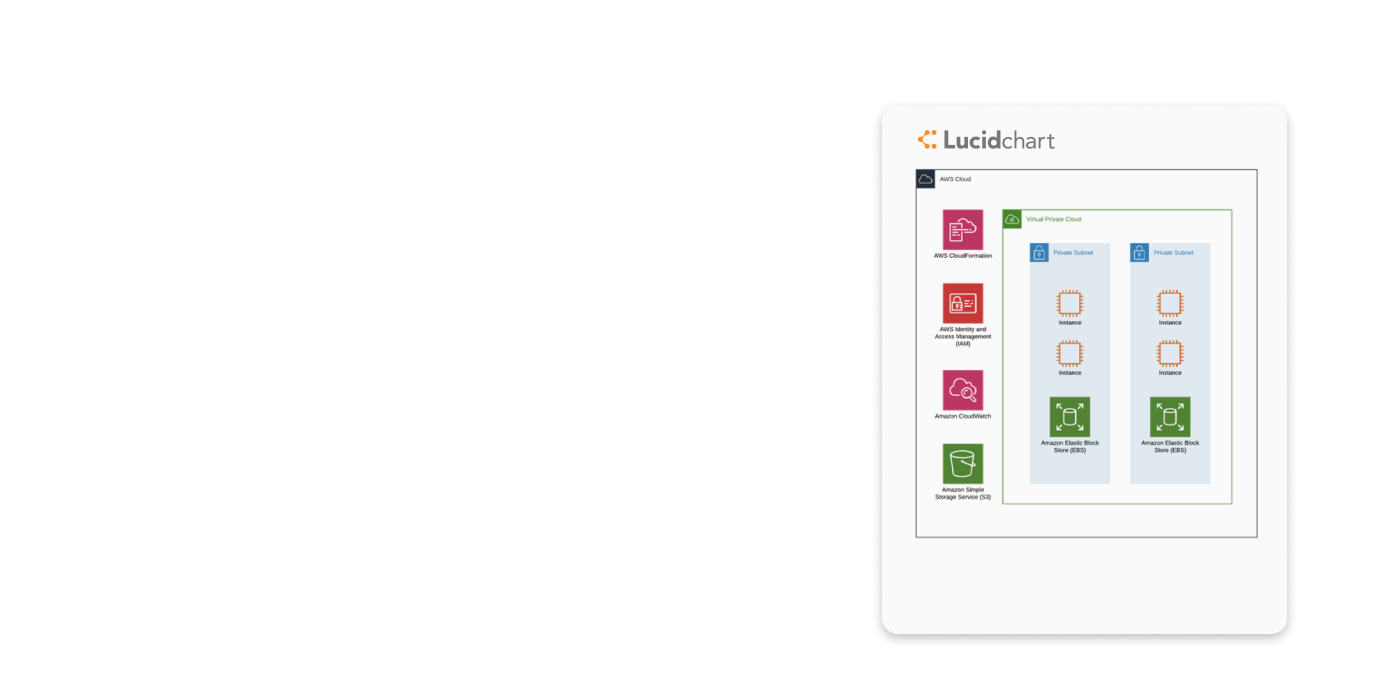 Lucidchart
AWS Cloud
Virtual Private Cloud
AWS CloudFormation
AWS Identity and
Access Management
(IAM)
Amazon CloudWatch
Amazon Simple
Storage Service (S3)
Private Subnet
Instance
Instance
Amazon Elastic Block
Store (EBS)
Private Subnet
Instance
Instance
Amazon Elastic Block
Store (EBS)